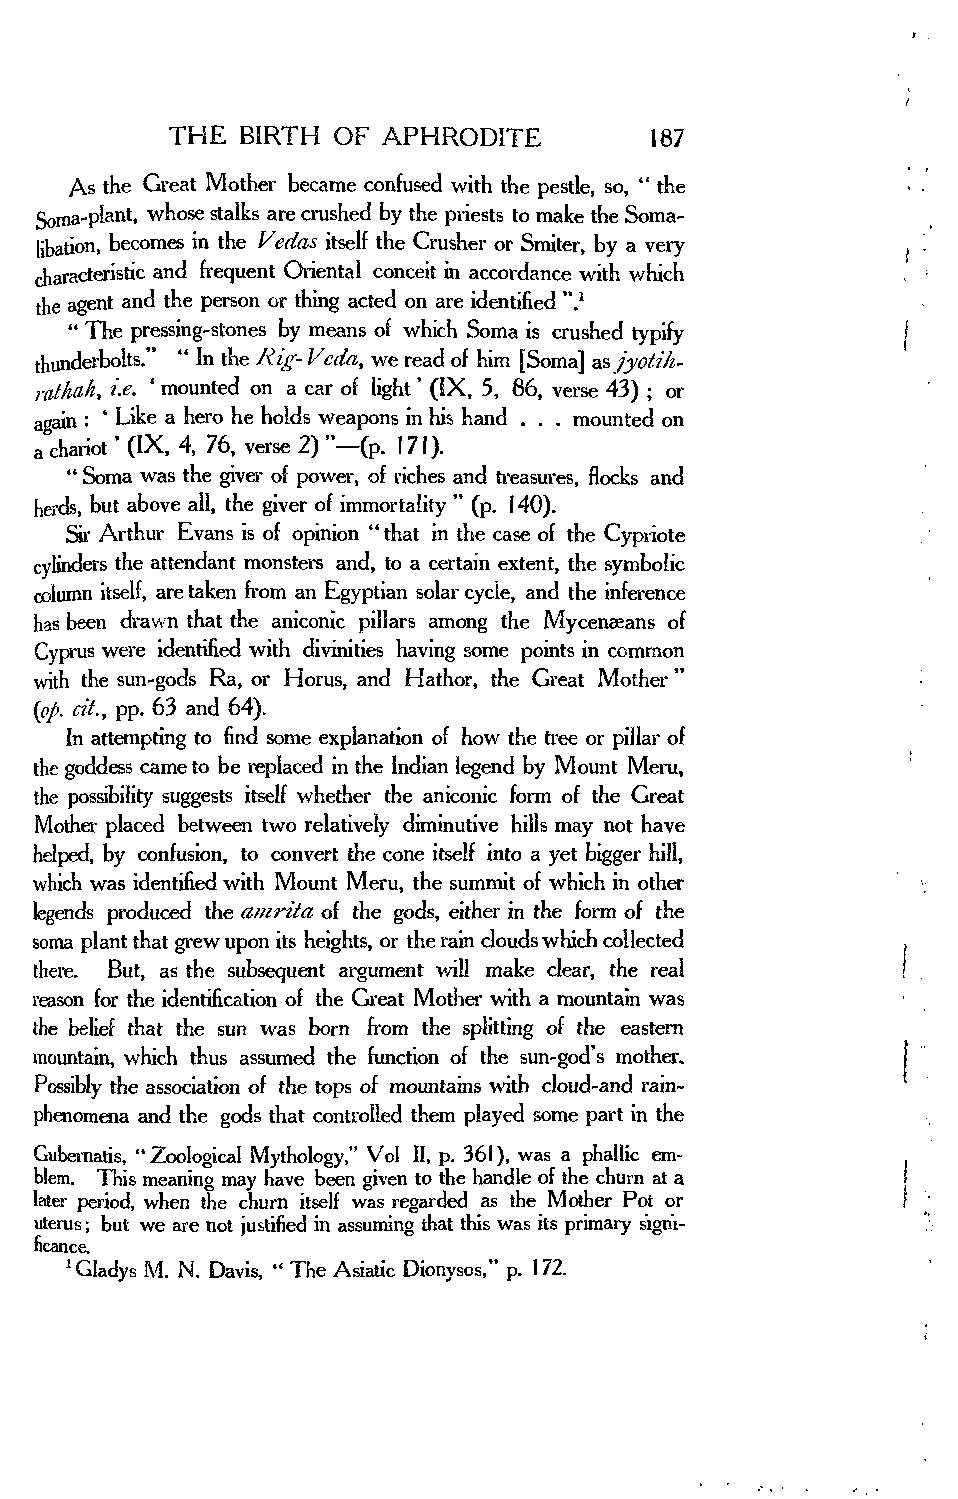 THE BIRTH OF APHRODITE 187
As the Great Mother became confused with the pestle, so, " the
Soma-plant, whose stalks are crushed by the priests to make the Soma-
libation, becomes in the Vedas itself the Crusher or Smiter, by a very
characteristic and frequent Oriental conceit in accordance with which
the agent and the person or thing acted on are identified ".¹
" The pressing-stones by means of which Soma is crushed typify
thunderbolts." " In the Rig-Veda, we read of him [Soma] as jyotih-
rathah, i.e. ' mounted on a car of light ' (IX, 5, 86, verse 43) ; or
again : ' Like a hero he holds weapons in his hand . . . mounted on
a chariot ' (IX, 4, 76, verse 2) "—(p. 171).
" Soma was the giver of power, of riches and treasures, flocks and
herds, but above all, the giver of immortality " (p. 140).
Sir Arthur Evans is of opinion " that in the case of the Cypriote
cylinders the attendant monsters and, to a certain extent, the symbolic
column itself, are taken from an Egyptian solar cycle, and the inference
has been drawn that the aniconic pillars among the Mycenæans of
Cyprus were identified with divinities having some points in common
with the sun-gods Ra, or Horus, and Hathor, the Great Mother "
(op. cit., pp. 63 and 64).
In attempting to find some explanation of how the tree or pillar of
the goddess came to be replaced in the Indian legend by Mount Meru,
the possibility suggests itself whether the aniconic form of the Great
Mother placed between two relatively diminutive hills may not have
helped, by confusion, to convert the cone itself into a yet bigger hill,
which was identified with Mount Meru, the summit of which in other
legends produced the amrita of the gods, either in the form of the
soma plant that grew upon its heights, or the rain clouds which collected
there. But, as the subsequent argument will make clear, the real
reason for the identification of the Great Mother with a mountain was
the belief that the sun was born from the splitting of the eastern
mountain, which thus assumed the function of the sun-god's mother.
Possibly the association of the tops of mountains with cloud-and rain-
phenomena and the gods that controlled them played some part in the
Gubernatis, " Zoological Mythology," Vol II, p. 361), was a phallic em-
blem. This meaning may have been given to the handle of the churn at a
later period, when the churn itself was regarded as the Mother Pot or
uterus ; but we are not justified in assuming that this was its primary signi-
ficance.
¹ Gladys M. N. Davis, " The Asiatic Dionysos," p. 172.